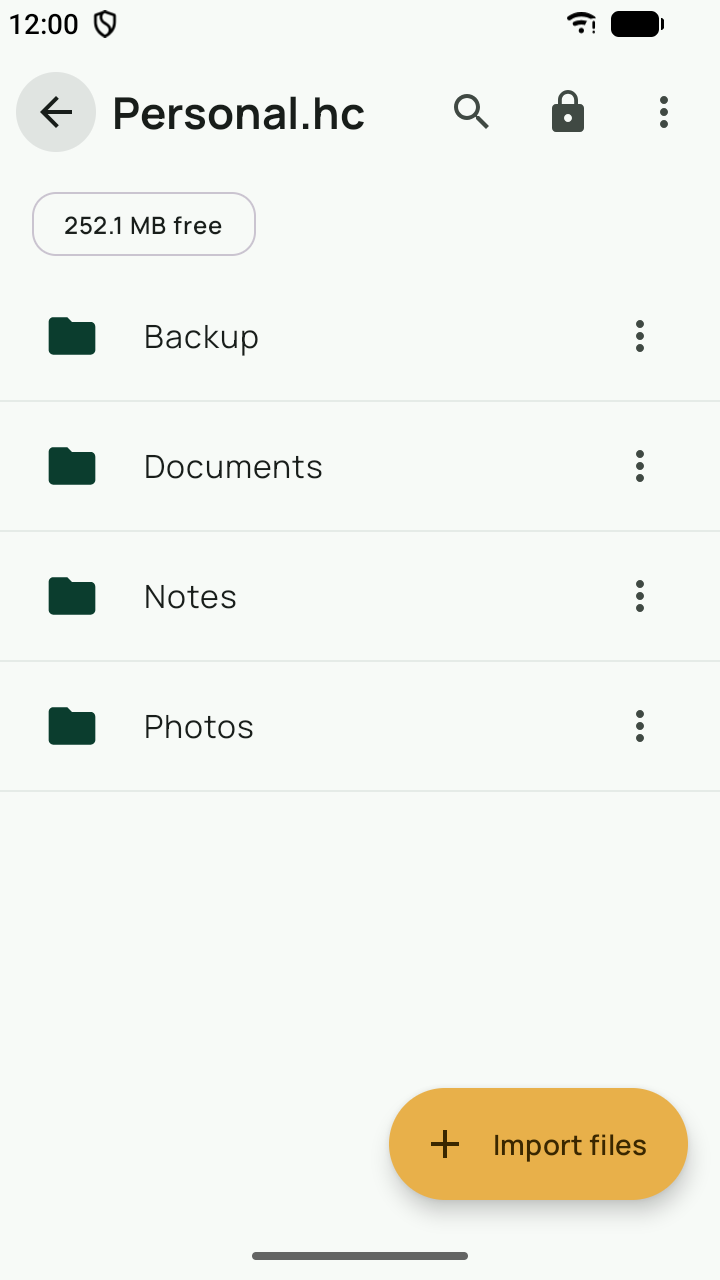 12:00
Personal.hc
252.1 MB free
Backup
Documents
Notes
Photos
Import files